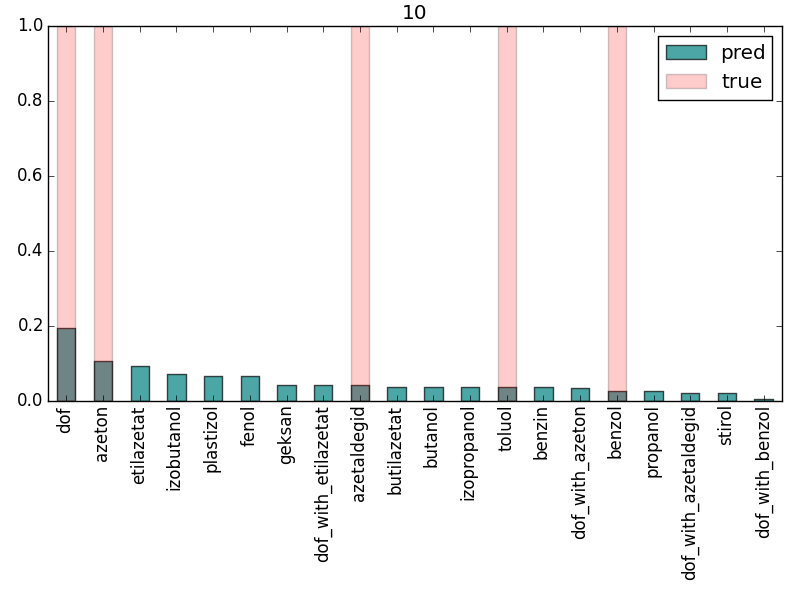 10
1.0
0.8
0.6
0.4
0.2
0.0
pred
true
dof
azeton
etilazetat
izobutanol
plastizol
fenol
geksan
dof_with_etilazetat
azetaldegid
butilazetat
butanol
izopropanol
toluol
benzin
dof_with_azeton
benzol
propanol
dof_with_azetaldegid
stirol
dof_with_benzol